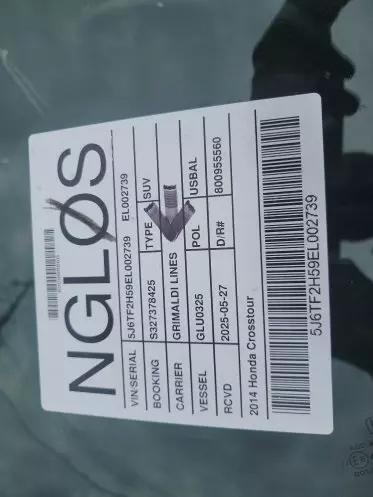 NGLOS
VIN/SERIAL 5J6TF2H59EL002739 EL002739
BOOKING S327378425 TYPE SUV
CARRIER GRIMALDI LINES
VESSEL GLU0325 POL USBAL
RCVD 2025-05-27 D/R# 800955560
2014 Honda Crosstour
5J6TF2H59EL002739